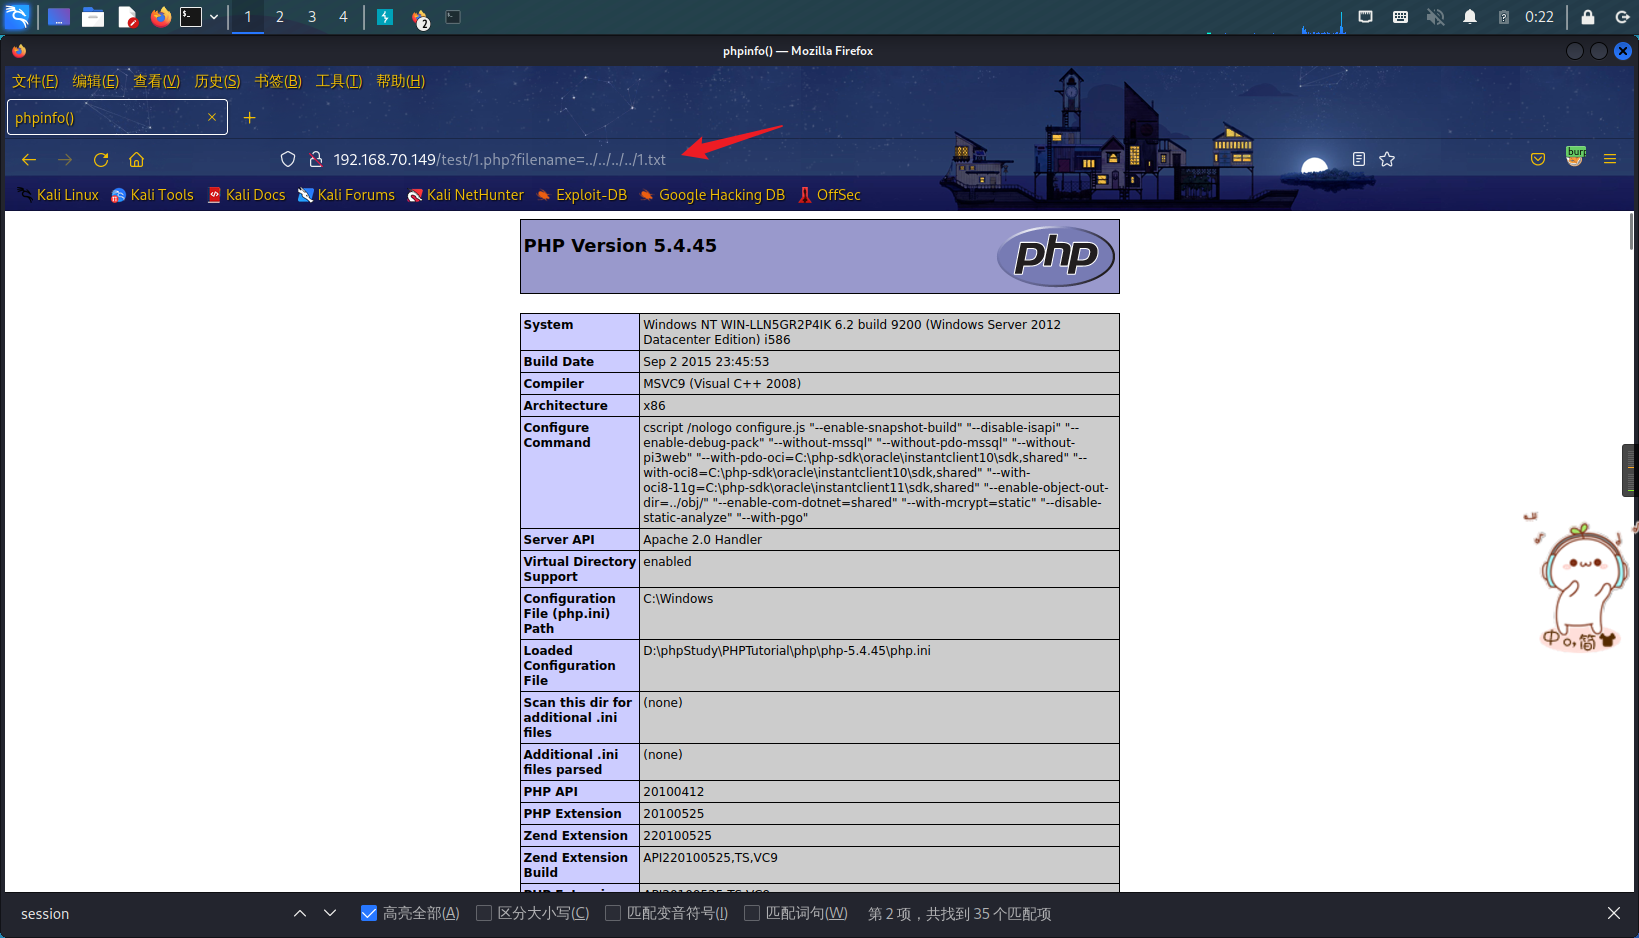 1 2 3 4 2 0:22
phpinfo() — Mozilla Firefox
文件(F) 编辑(E) 查看(V) 历史(S) 书签(B) 工具(T) 帮助(H)
phpinfo()
192.168.70.149/test/1.php?filename=../../../../1.txt
Kali Linux Kali Tools Kali Docs Kali Forums Kali NetHunter Exploit-DB Google Hacking DB OffSec
PHP Version 5.4.45
php
System Windows NT WIN-LLN5GR2P4IK 6.2 build 9200 (Windows Server 2012
Datacenter Edition) i586
Build Date Sep 2 2015 23:45:53
Compiler MSVC9 (Visual C++ 2008)
Architecture x86
Configure cscript /nologo configure.js "--enable-snapshot-build" "--disable-isapi" "--
Command enable-debug-pack" "--without-mssql" "--without-pdo-mssql" "--without-
pi3web" "--with-pdo-oci=C:\php-sdk\oracle\instantclient10\sdk,shared" "--
with-oci8=C:\php-sdk\oracle\instantclient10\sdk,shared" "--with-
oci8-11g=C:\php-sdk\oracle\instantclient11\sdk,shared" "--enable-object-out-
dir=../obj/" "--enable-com-dotnet=shared" "--with-mcrypt=static" "--disable-
static-analyze" "--with-pgo"
Server API Apache 2.0 Handler
Virtual Directory enabled
Support
Configuration C:\Windows
File (php.ini)
Path
Loaded D:\phpStudy\PHPTutorial\php\php-5.4.45\php.ini
Configuration
File
Scan this dir for (none)
additional .ini
files
Additional .ini (none)
files parsed
PHP API 20100412
PHP Extension 20100525
Zend Extension 220100525
Zend Extension API220100525,TS,VC9
Build
PHP Extension API20100525,TS,VC9
中 简
session 高亮全部(A) 区分大小写(C) 匹配变音符号(I) 匹配词句(W) 第 2 项，共找到 35 个匹配项